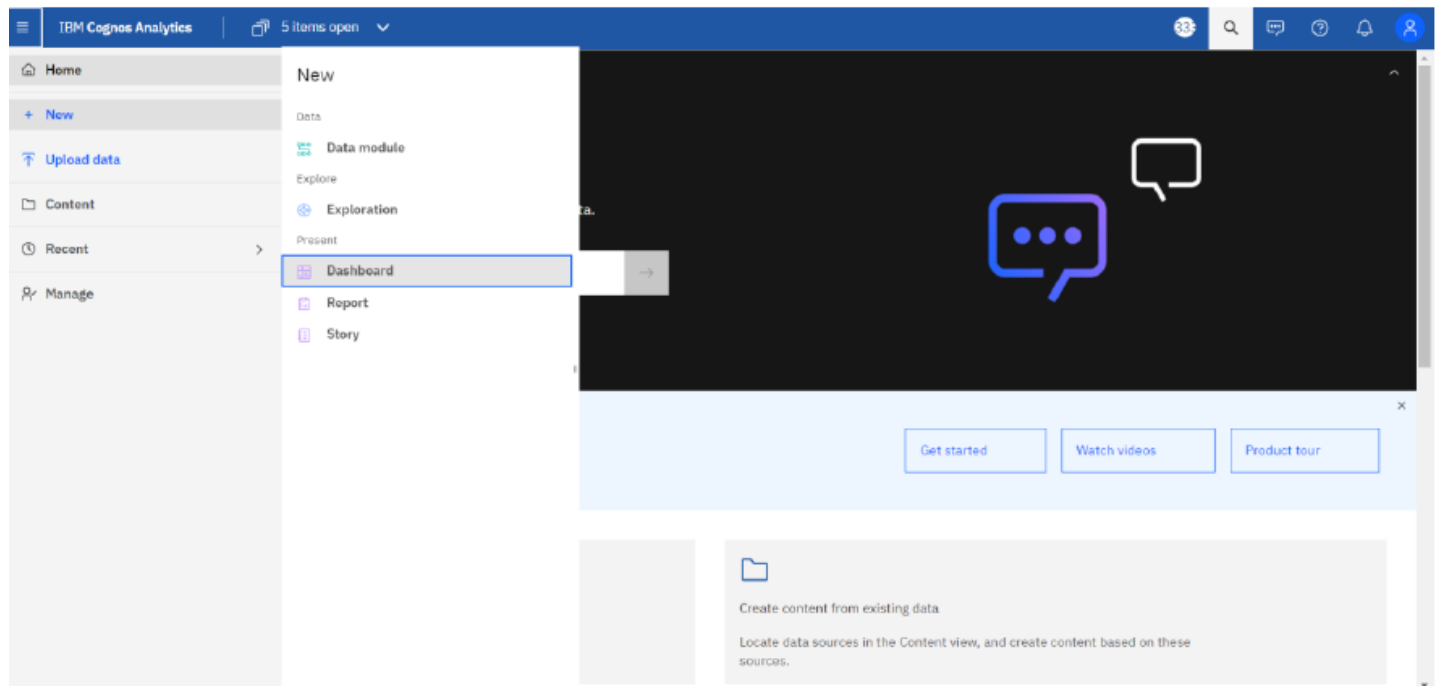 IBM Cognos Analytics
5 items open
Home
New
Upload data
Content
Recent
Manage
New
Data
Data module
Explore
Exploration
Present
Dashboard
Report
Story
ta.
Get started
Watch videos
Product tour
Create content from existing data
Locate data sources in the Content view, and create content based on these
sources.